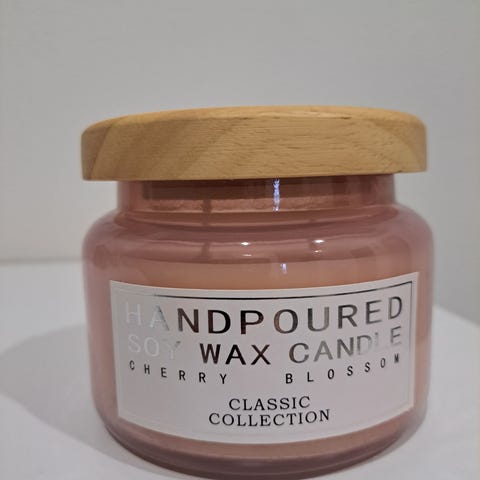 HANDPOURED
SOY WAX CANDLE
CHERRY BLOSSOM
CLASSIC
COLLECTION